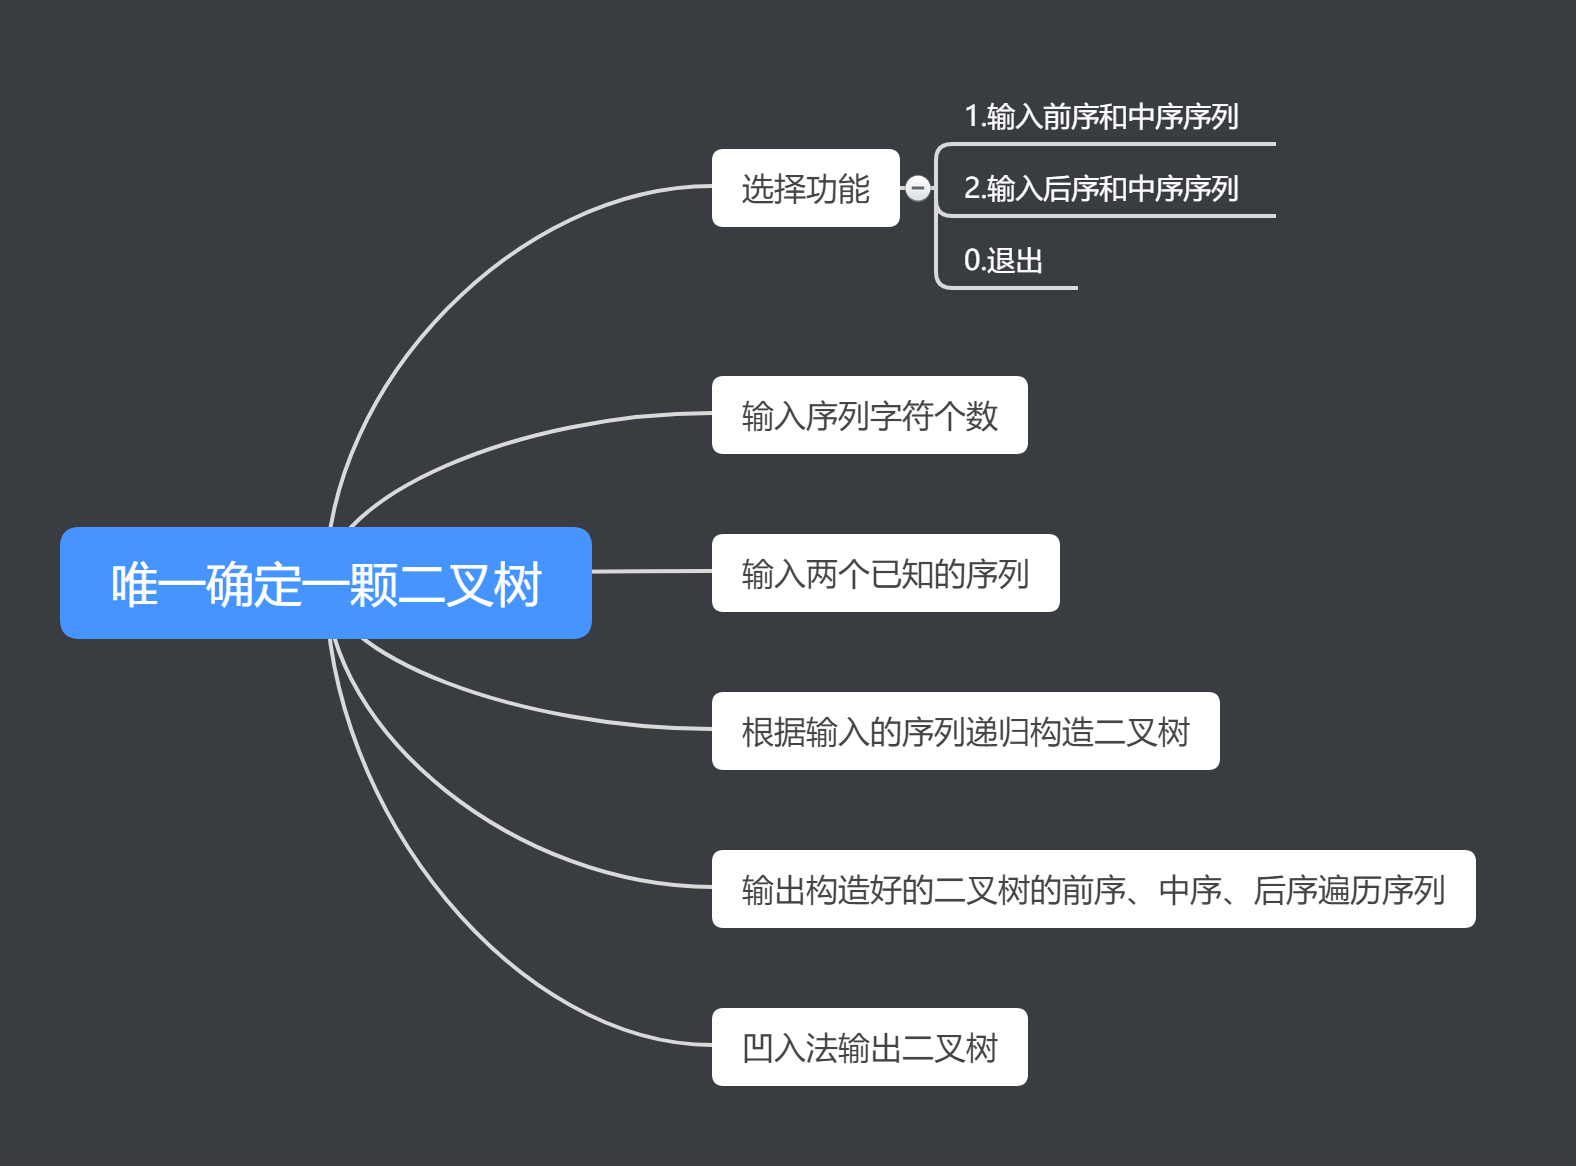 唯一确定一颗二叉树
选择功能
1.输入前序和中序序列
2.输入后序和中序序列
0.退出
输入序列字符个数
输入两个已知的序列
根据输入的序列递归构造二叉树
输出构造好的二叉树的前序、中序、后序遍历序列
凹入法输出二叉树